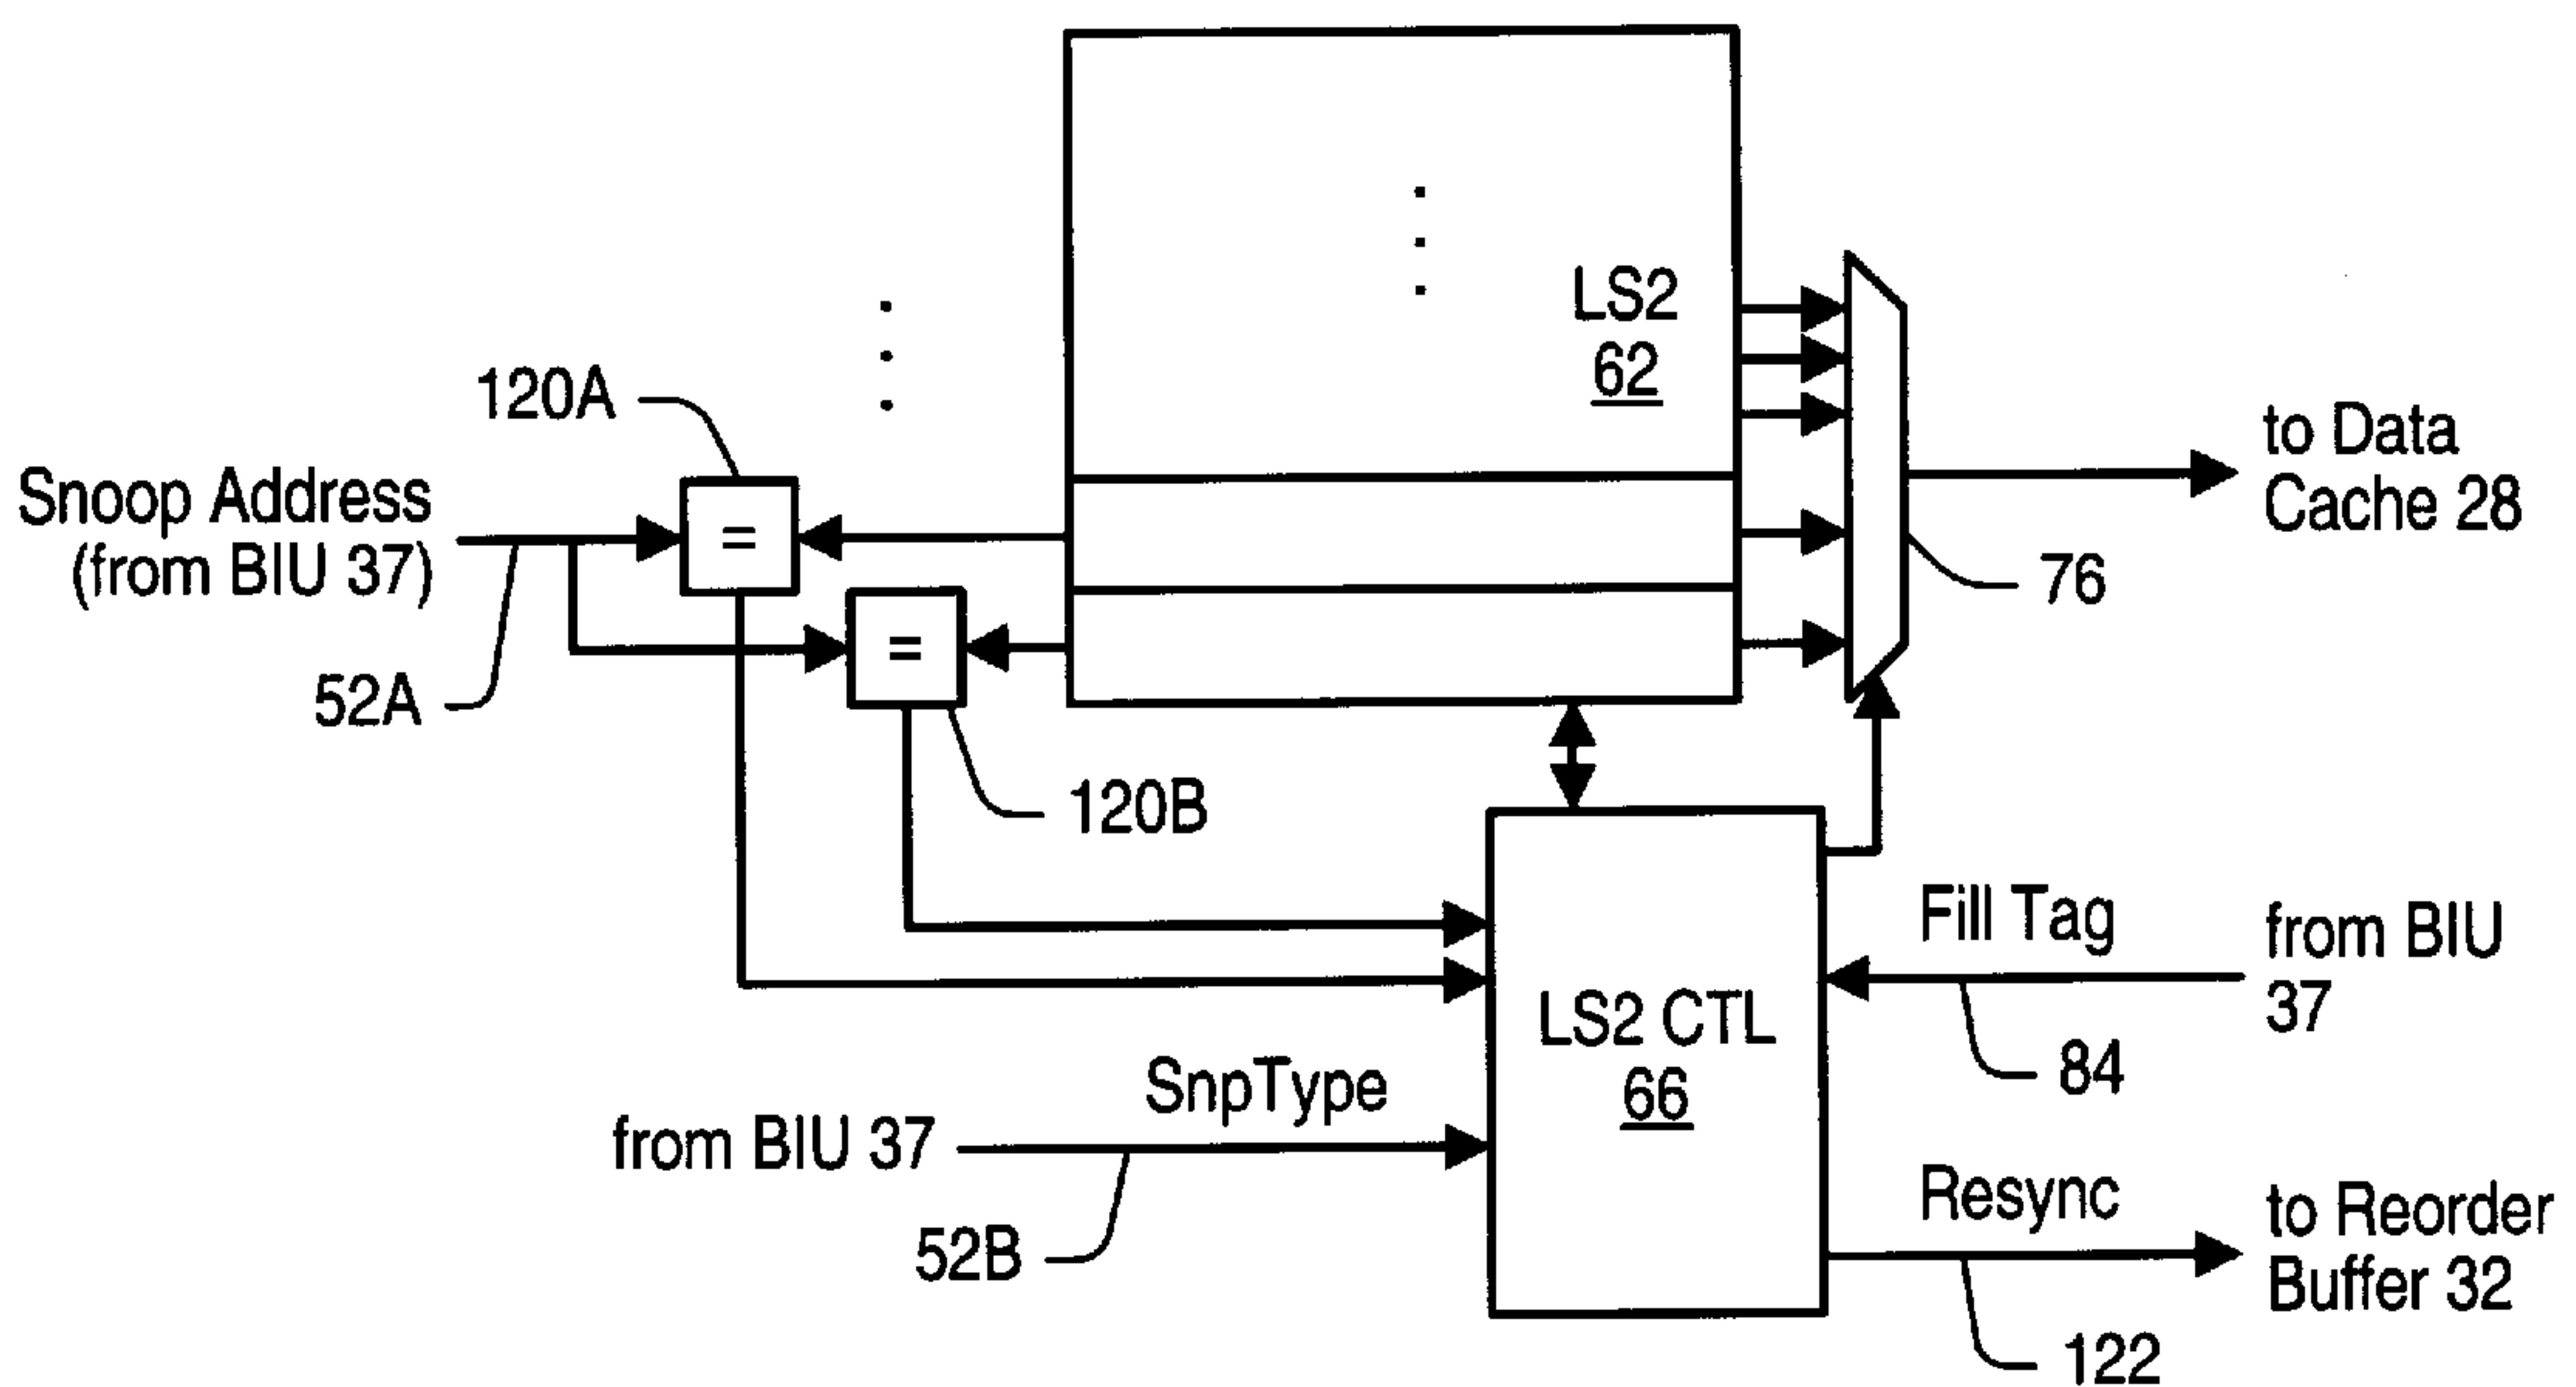 LS2
62
120A
to Data
Cache 28
Snoop Address
(from BIU 37)
=
76
=
52A
120B
Fill Tag
from BIU
37
LS2 CTL
66
84
SnpType
from BIU 37
Resync
to Reorder
Buffer 32
52B
122